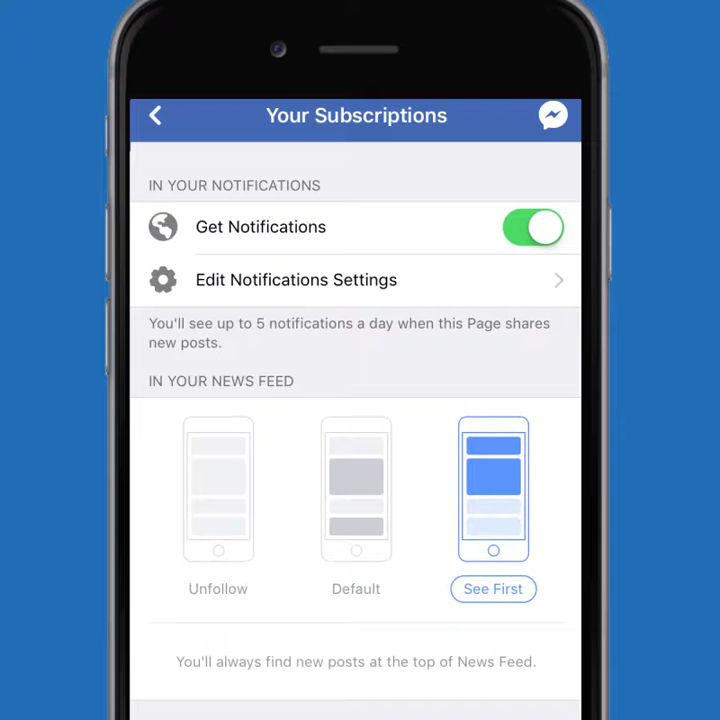 Your Subscriptions
IN YOUR NOTIFICATIONS
Get Notifications
Edit Notifications Settings
You'll see up to 5 notifications a day when this Page shares
new posts.
IN YOUR NEWS FEED
Unfollow
Default
See First
You'll always find new posts at the top of News Feed.